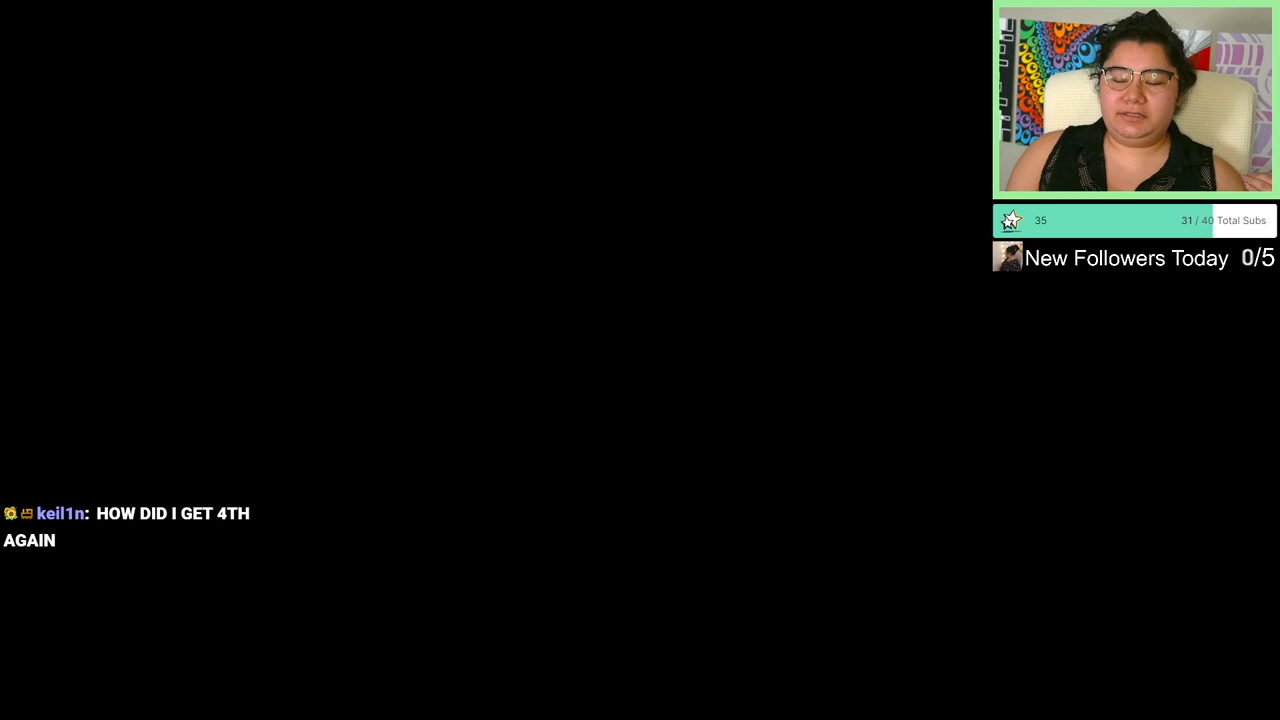 35 31 / 40 Total Subs
New Followers Today 0/5
keil1n: HOW DID I GET 4TH
AGAIN